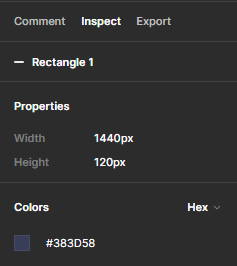 Comment Inspect Export
Rectangle 1
Properties
Width 1440px
Height 120px
Colors Hex
#383D58